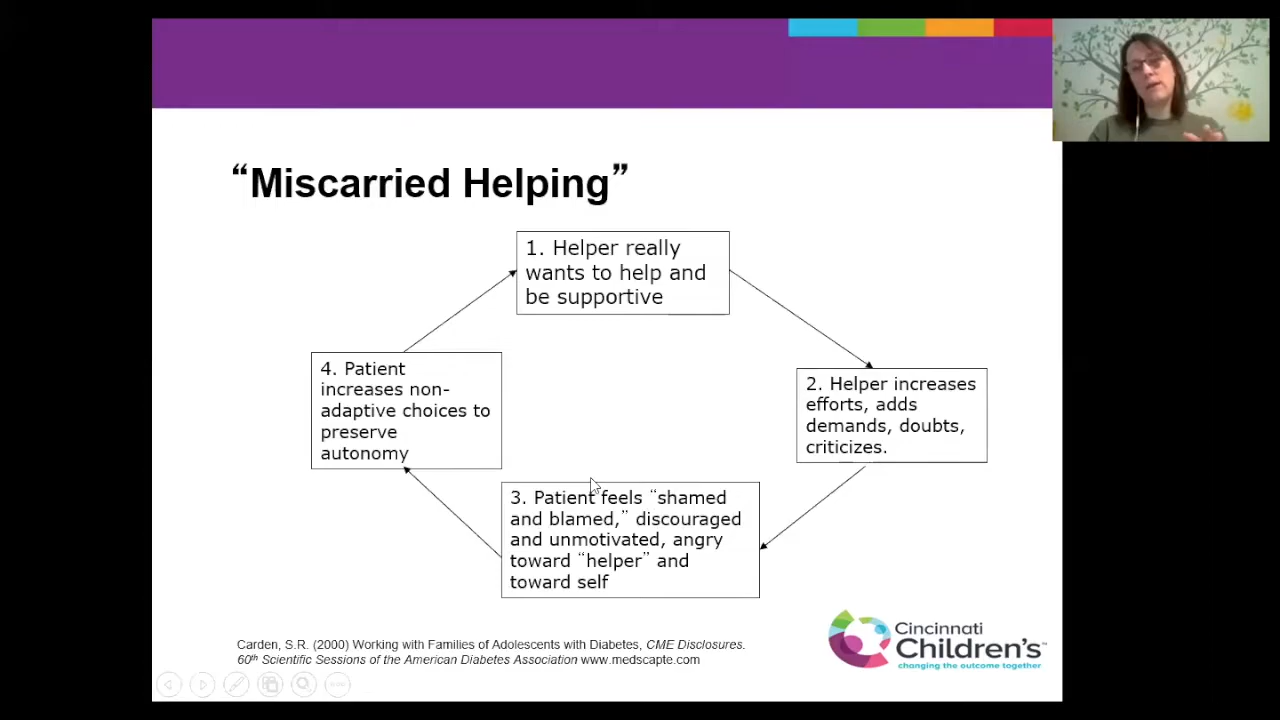 “Miscarried Helping”
1. Helper really
wants to help and
be supportive
2. Helper increases
efforts, adds
demands, doubts,
criticizes.
3. Patient feels “shamed
and blamed,” discouraged
and unmotivated, angry
toward “helper” and
toward self
4. Patient
increases non-
adaptive choices to
preserve
autonomy
Carden, S.R. (2000) Working with Families of Adolescents with Diabetes, CME Disclosures.
60th Scientific Sessions of the American Diabetes Association www.medscapte.com
Cincinnati
Children's™
changing the outcome together